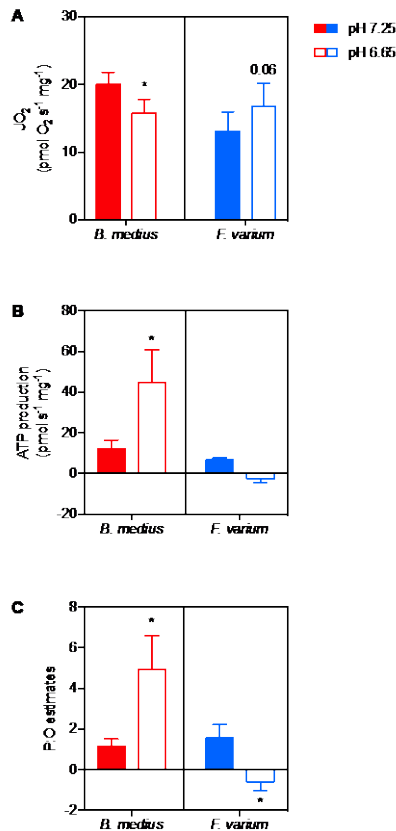 A
pH 7.25
pH 6.65
JO2
(pmol O2 s-1 mg-1)
30
20
10
0
*
0.06
B. medius
F. varium
B
ATP production
(pmol s-1 mg-1)
80
60
40
20
0
-20
*
B. medius
F. varium
C
P:O estimates
8
6
4
2
0
-2
*
*
B. medius
F. varium